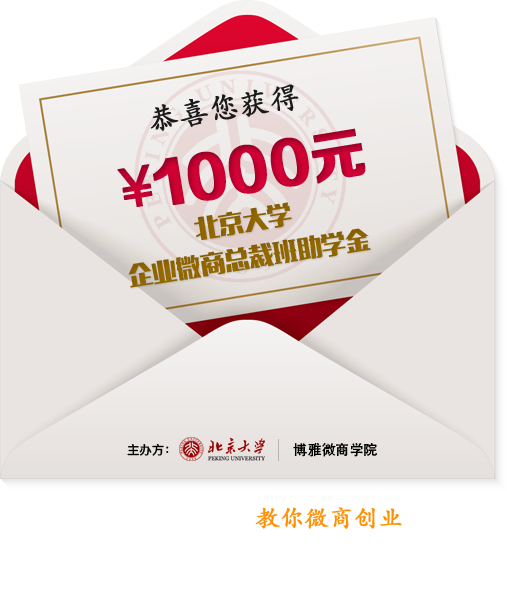 PEKING UNIVERSITY
恭喜您获得
¥1000元
北京大学
企业微商总裁班助学金
主办方: 北京大学 博雅微商学院
PEKING UNIVERSITY
教你微商创业